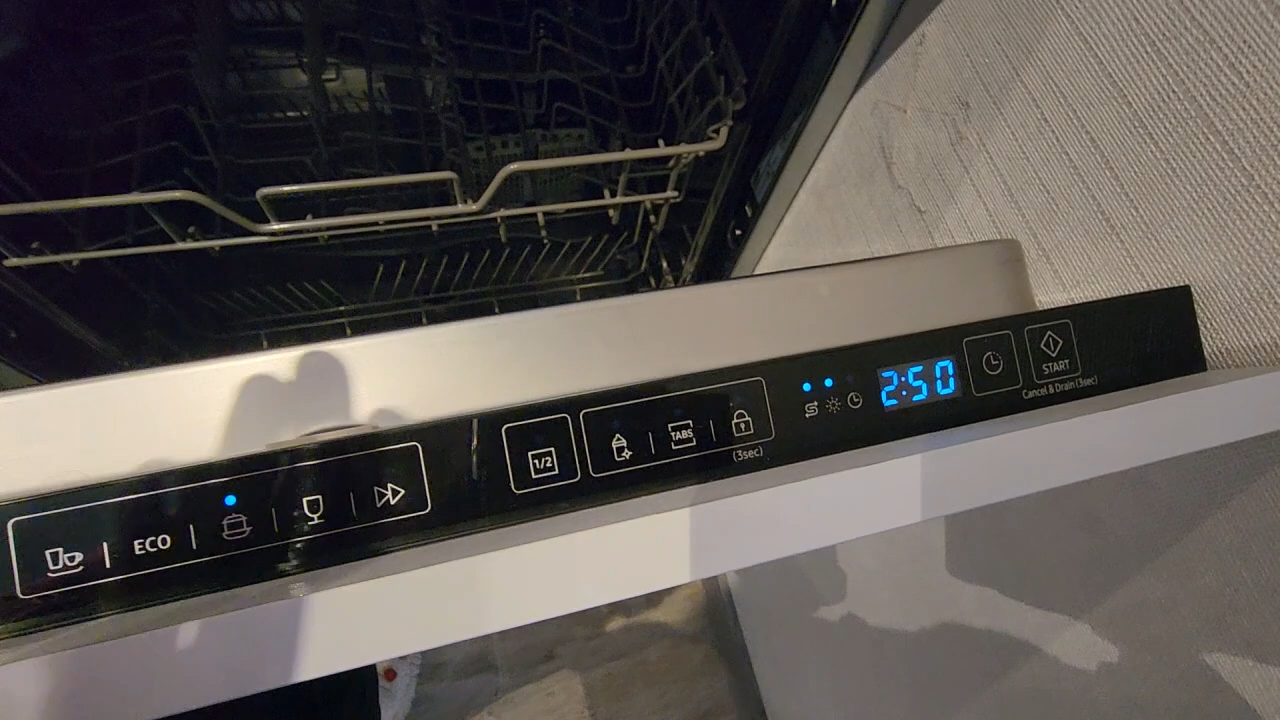 ECO
1/2
TABS
(3sec)
2:50
START
Cancel & Drain (3sec)